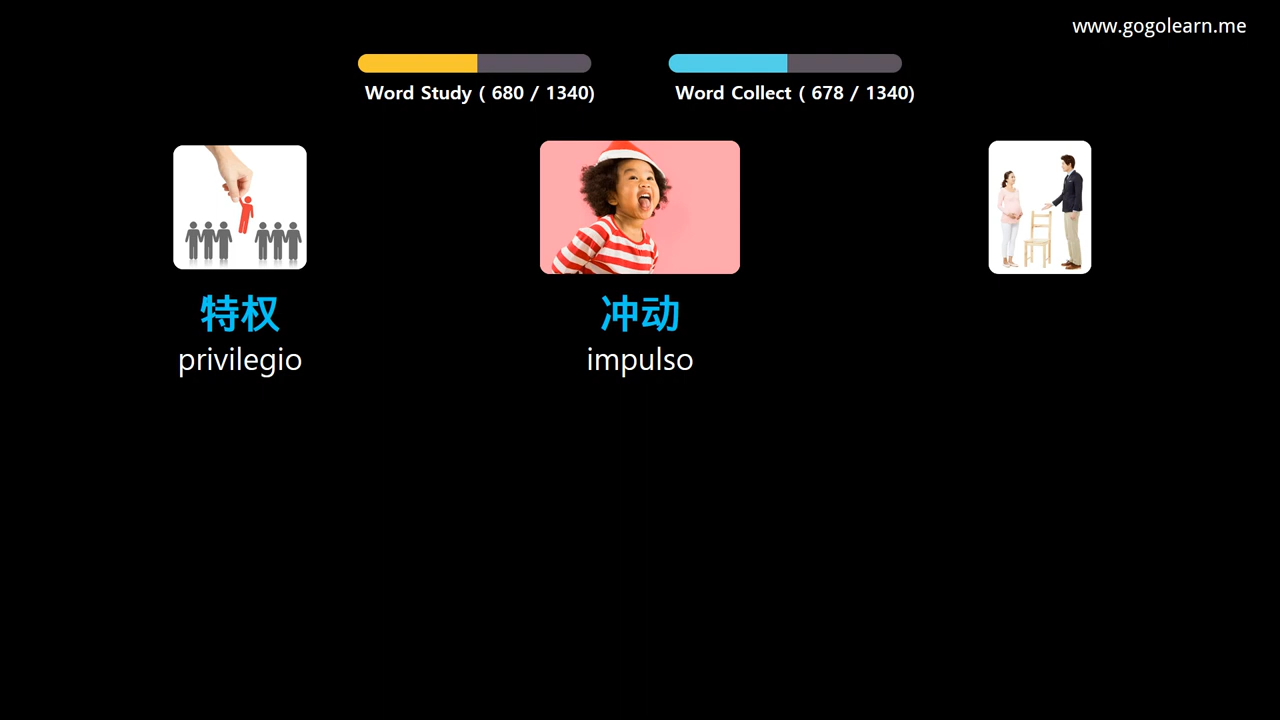 www.gogolearn.me
Word Study ( 680 / 1340)
Word Collect ( 678 / 1340)
特权
privilegio
冲动
impulso